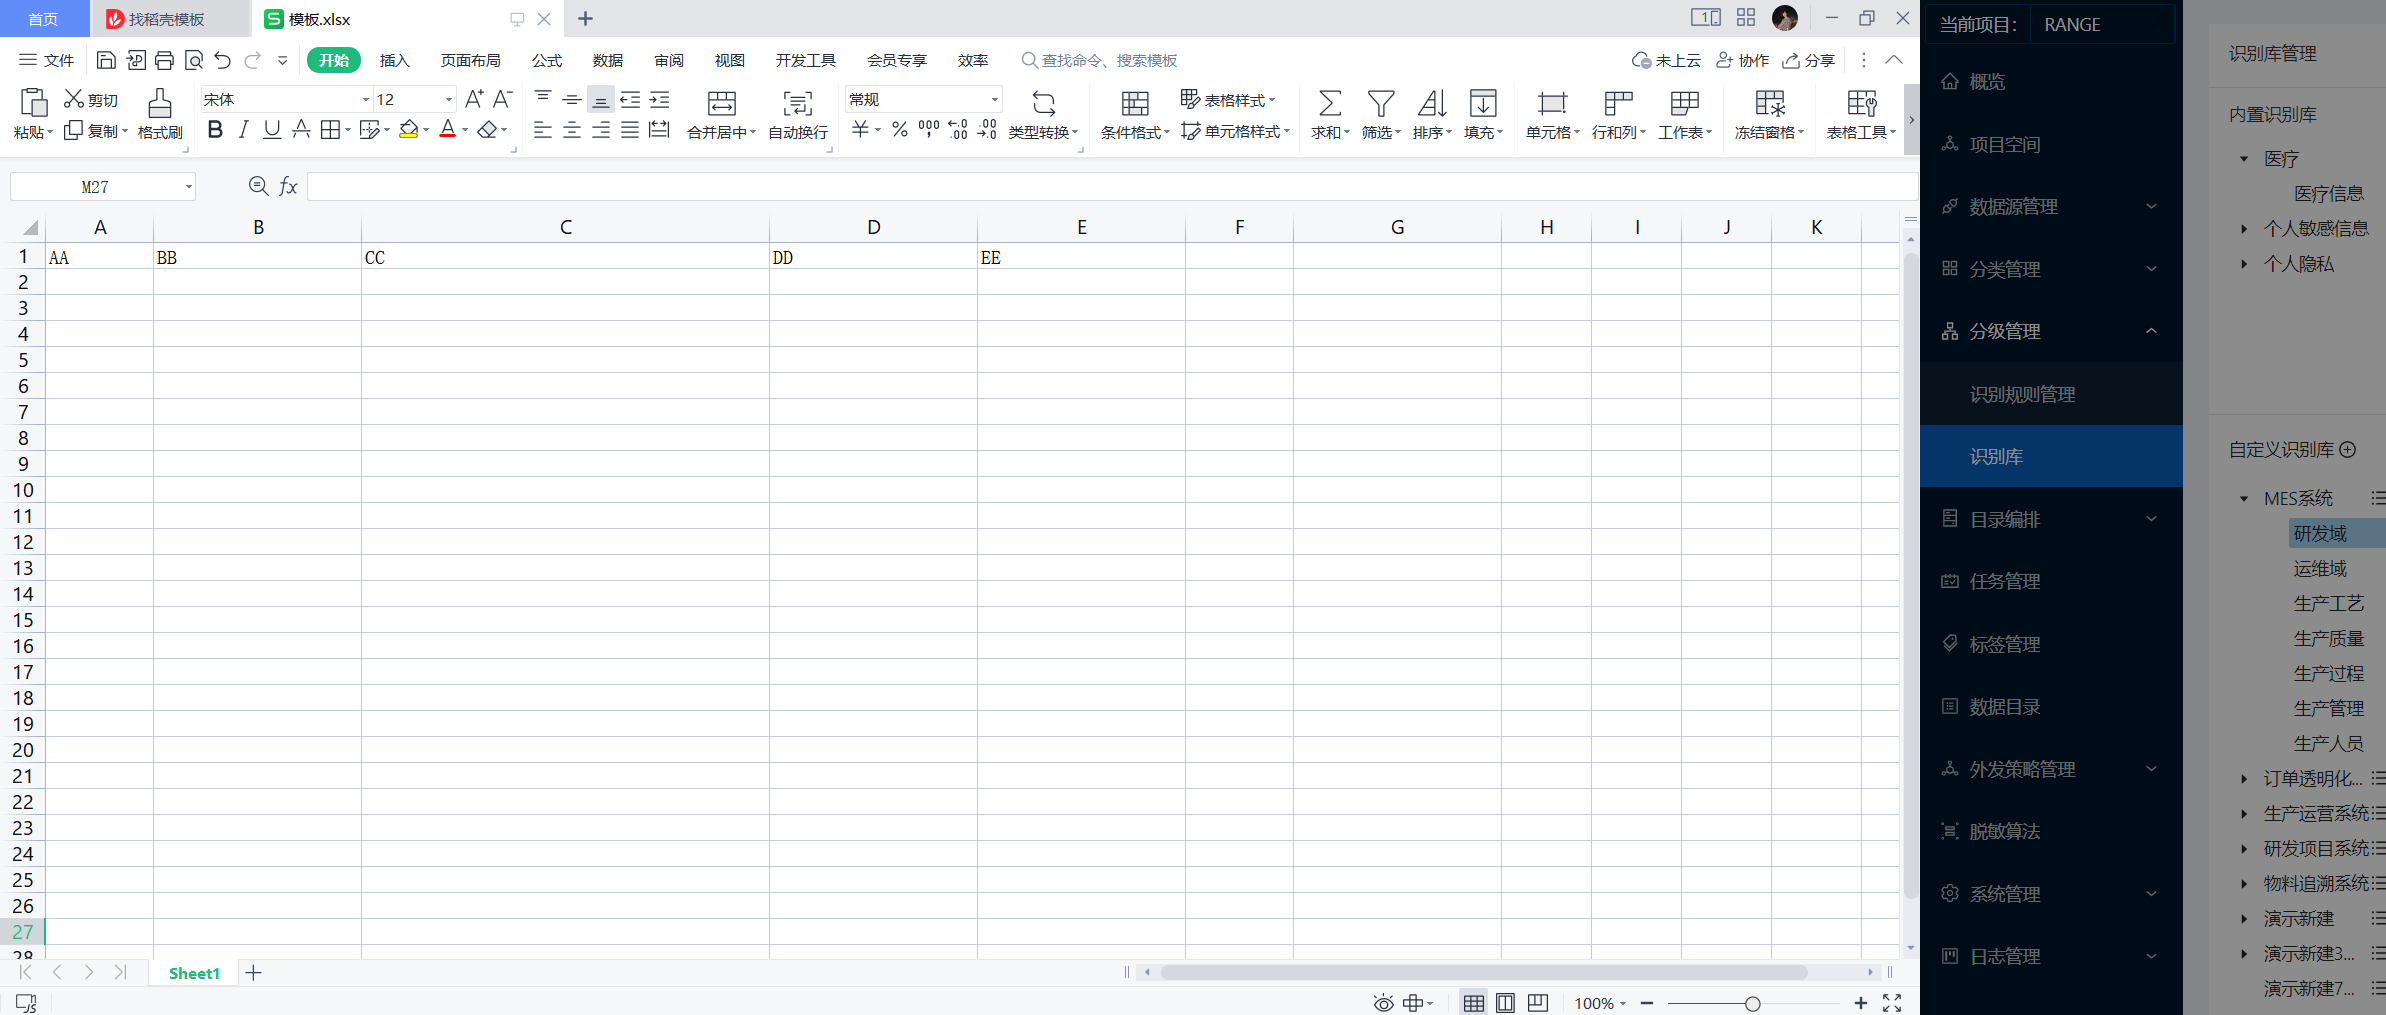 首页
找稻壳模板
模板.xlsx
文件
开始
插入
页面布局
公式
数据
审阅
视图
开发工具
会员专享
效率
查找命令、搜索模板
未上云
协作
分享
粘贴
剪切
复制
格式刷
宋体
12
合并居中
自动换行
常规
类型转换
条件格式
表格样式
单元格样式
求和
筛选
排序
填充
单元格
行和列
工作表
冻结窗格
表格工具
M27
fx
A B C D E F G H I J K
1 AA BB CC DD EE
2
3
4
5
6
7
8
9
10
11
12
13
14
15
16
17
18
19
20
21
22
23
24
25
26
27
28
Sheet1
100%
当前项目: RANGE
概览
项目空间
数据源管理
分类管理
分级管理
识别规则管理
识别库
目录编排
任务管理
标签管理
数据目录
外发策略管理
脱敏算法
系统管理
日志管理
识别库管理
内置识别库
医疗
医疗信息
个人敏感信息
个人隐私
自定义识别库
MES系统
研发域
运维域
生产工艺
生产质量
生产过程
生产管理
生产人员
订单透明化...
生产运营系统
研发项目系统
物料追溯系统
演示新建
演示新建3...
演示新建7...